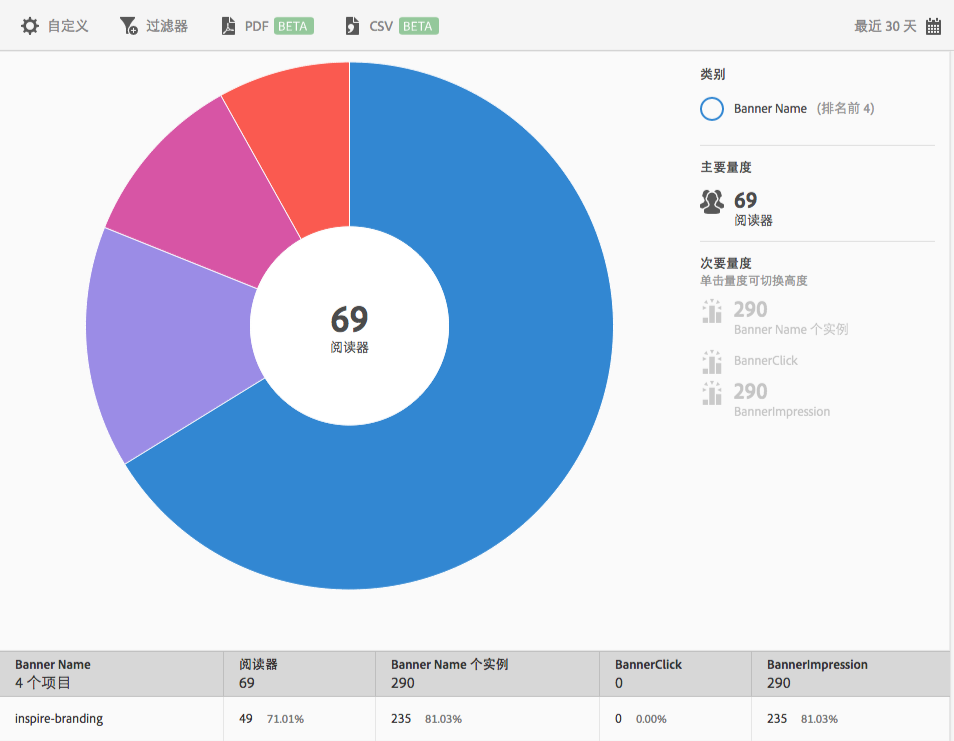 自定义 过滤器 PDF BETA CSV BETA 最近 30 天
类别
Banner Name (排名前 4)
主要量度
69
阅读器
次要量度
单击量度可切换高度
290
Banner Name 个实例
BannerClick
290
BannerImpression
69
阅读器
Banner Name 阅读器 Banner Name 个实例 BannerClick BannerImpression
4 个项目 69 290 0 290
inspire-branding 49 71.01% 235 81.03% 0 0.00% 235 81.03%